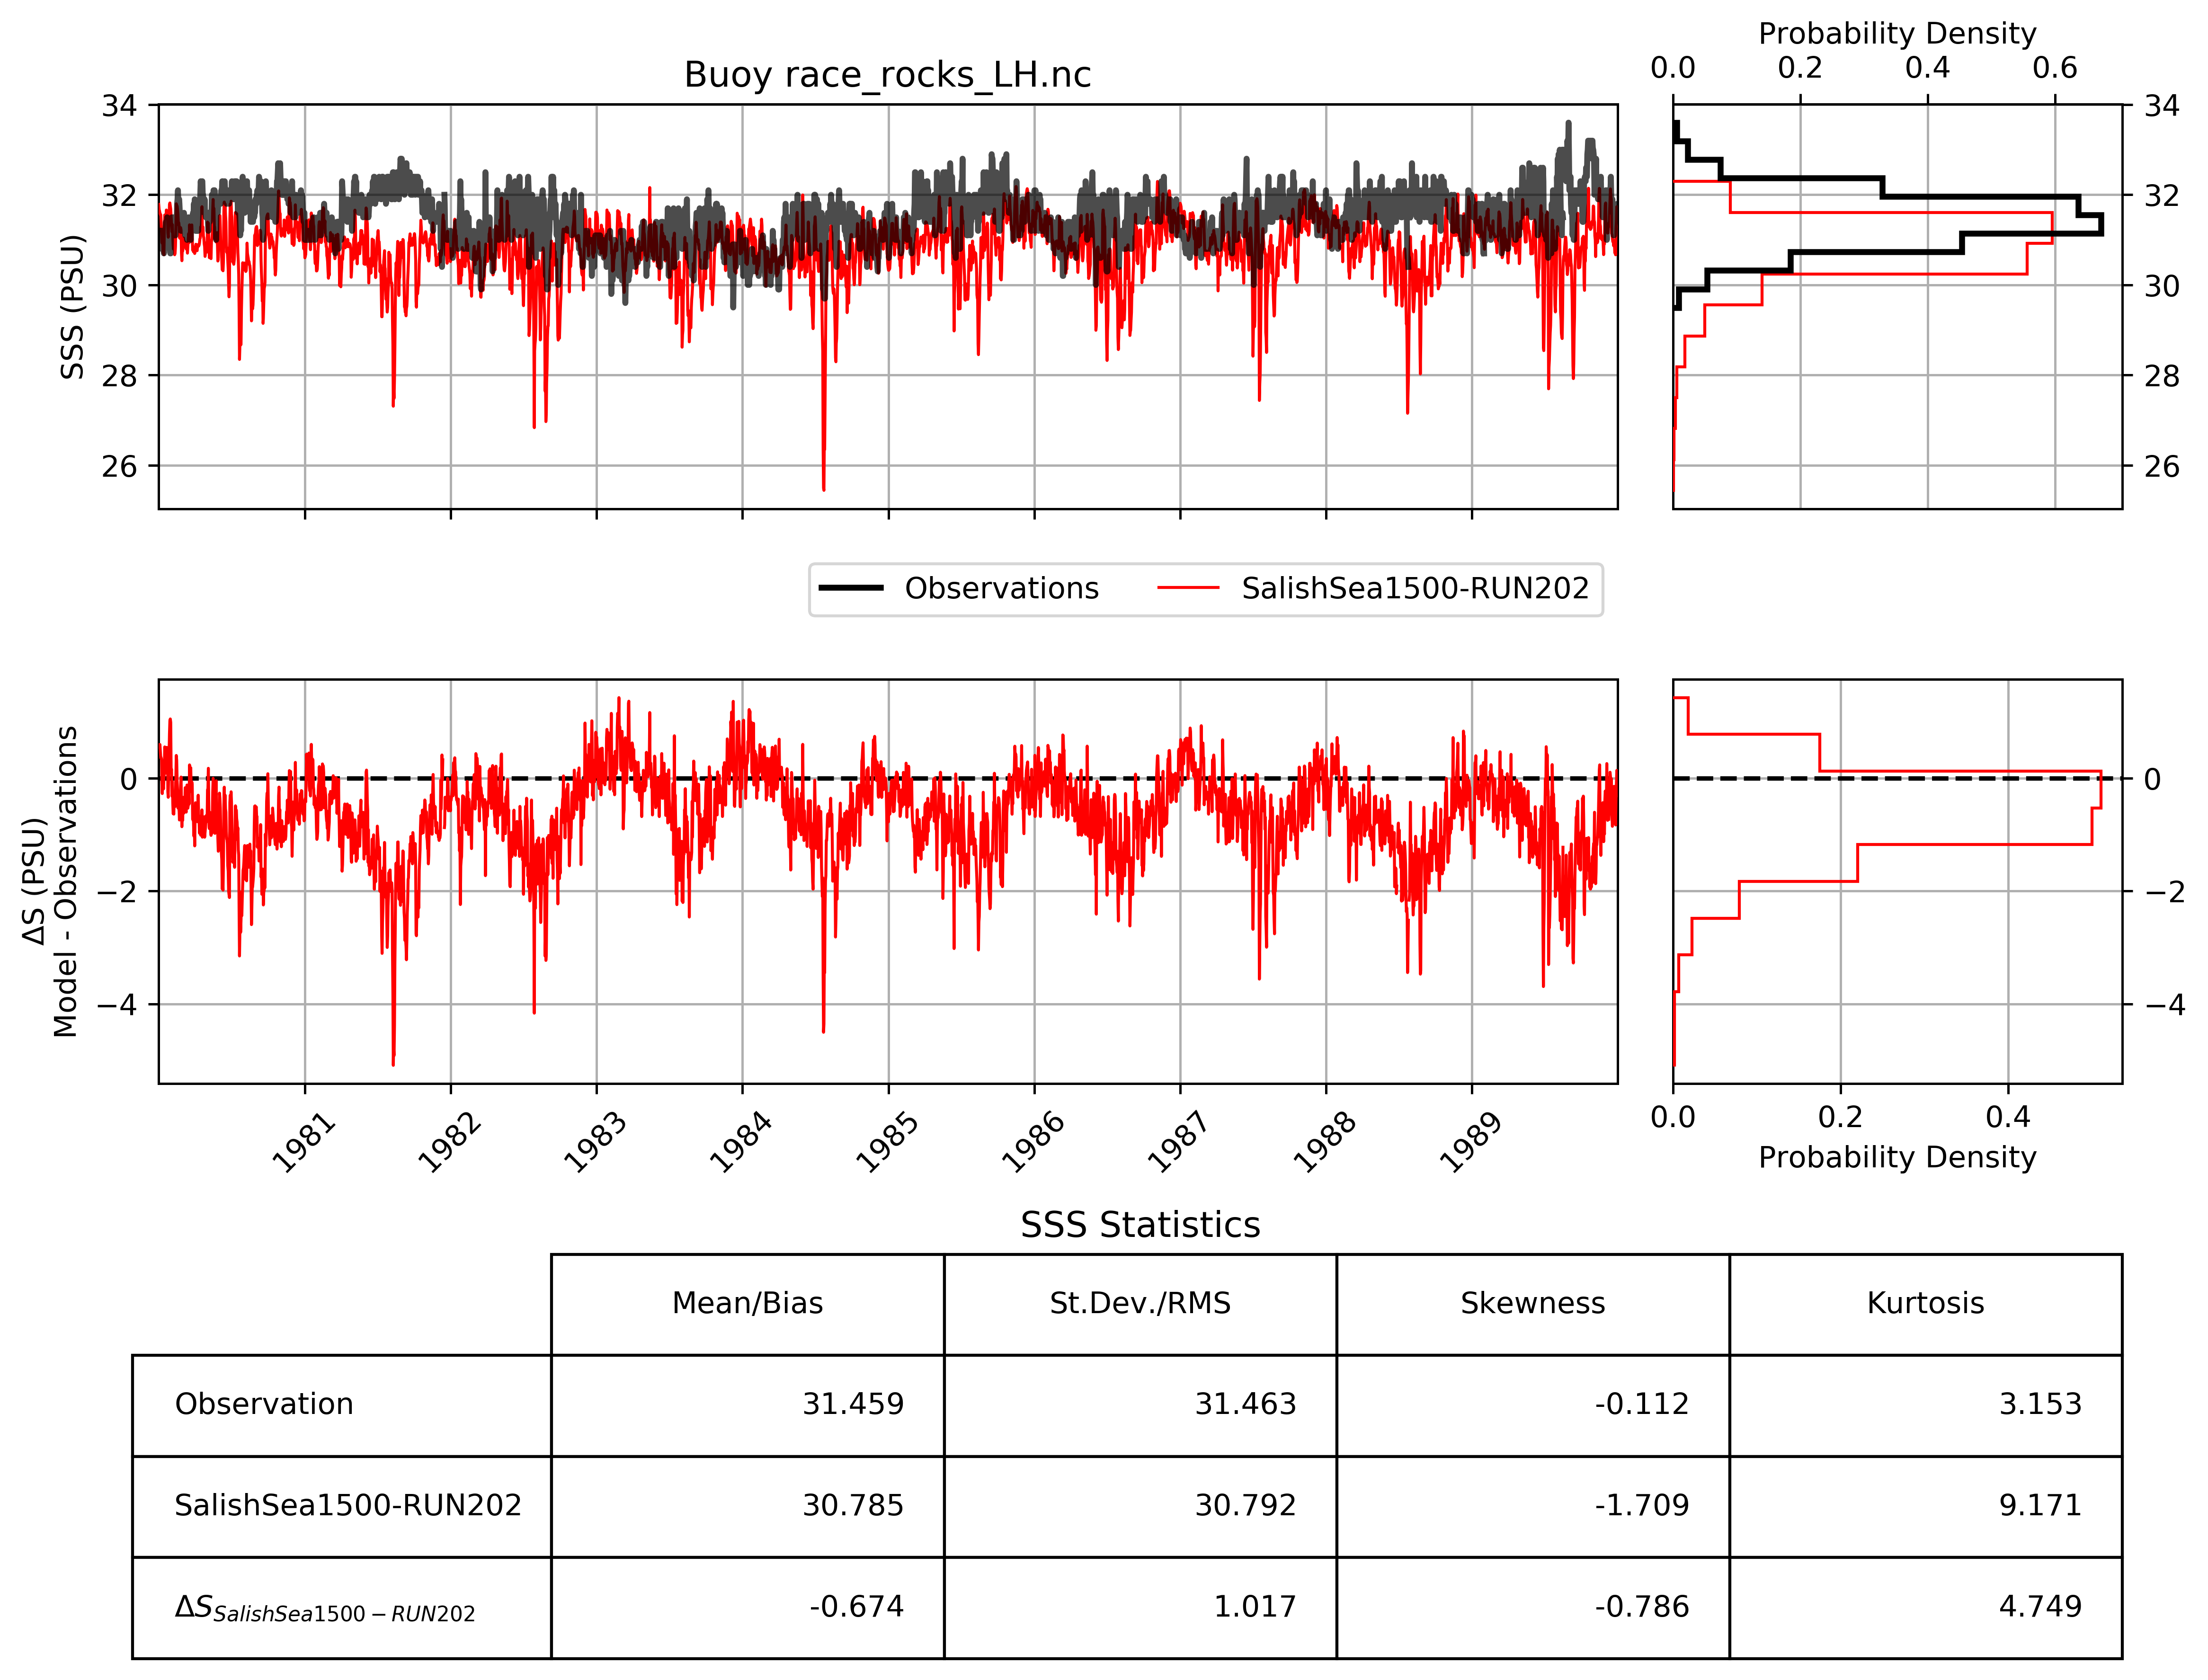 Buoy race_rocks_LH.nc
Probability Density
0.0 0.2 0.4 0.6
34
32
30
28
26
SSS (PSU)
34
32
30
28
26
Observations SalishSea1500-RUN202
0
−2
−4
ΔS (PSU)
Model - Observations
0
−2
−4
1981 1982 1983 1984 1985 1986 1987 1988 1989
0.0 0.2 0.4
Probability Density
SSS Statistics
Mean/Bias St.Dev./RMS Skewness Kurtosis
Observation 31.459 31.463 -0.112 3.153
SalishSea1500-RUN202 30.785 30.792 -1.709 9.171
ΔS SalishSea1500−RUN202 -0.674 1.017 -0.786 4.749